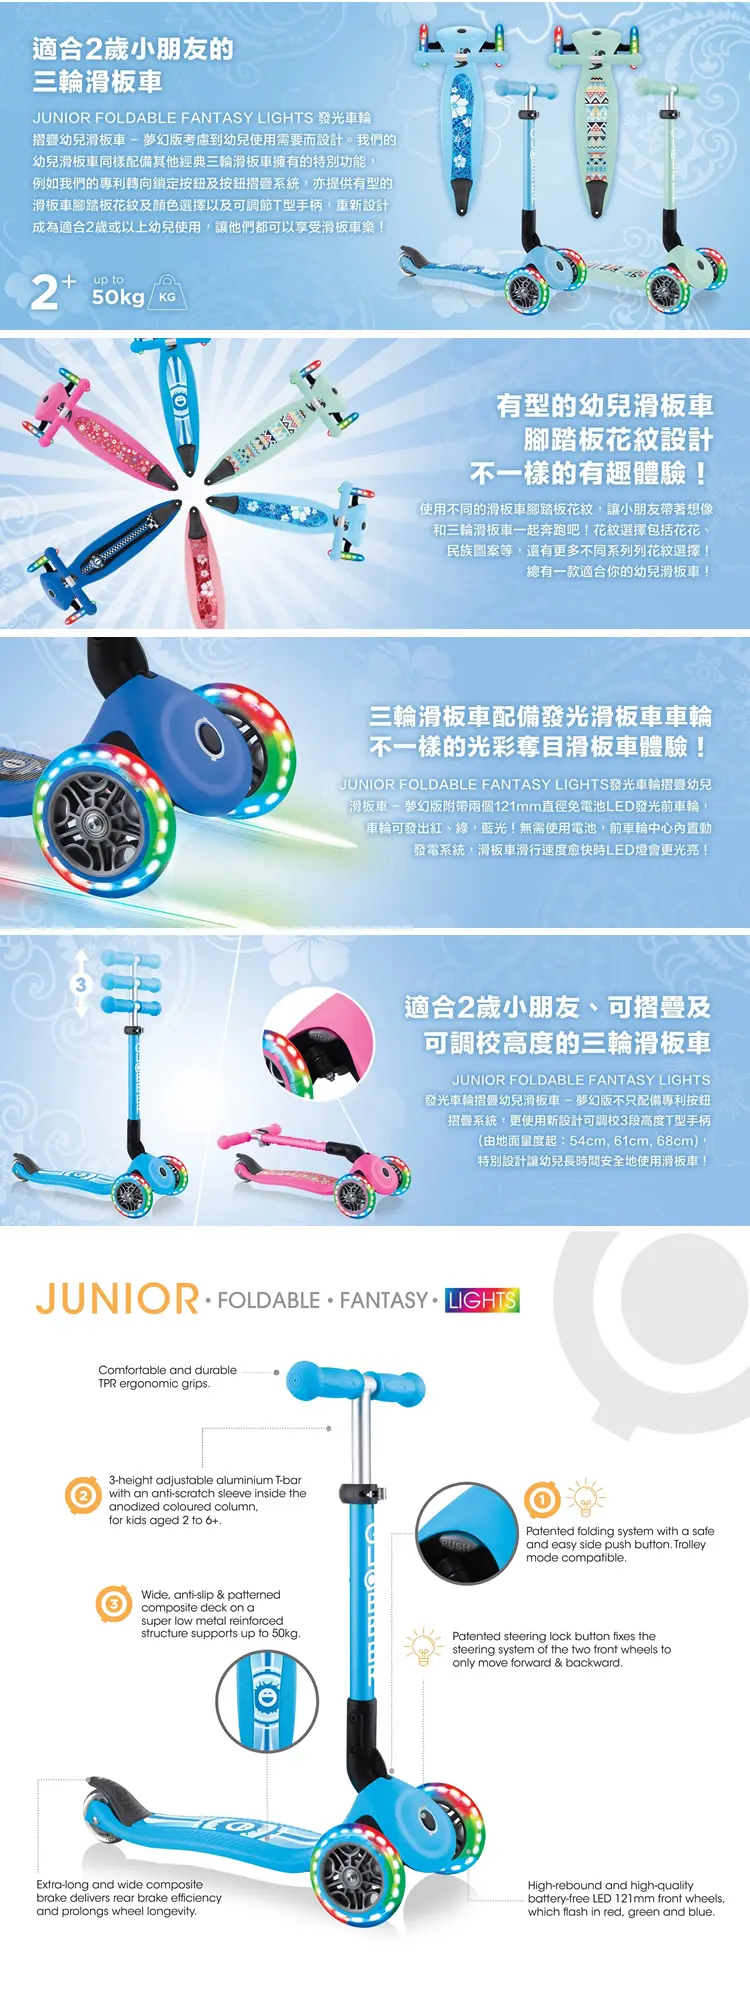 適合2歲小朋友的
三輪滑板車
JUNIOR FOLDABLE FANTASY LIGHTS 發光車輪
摺疊幼兒滑板車 – 夢幻版考慮到幼兒使用需要而設計。我們的
幼兒滑板車同樣配備其他經典三輪滑板車擁有的特別功能，
例如我們的專利轉向鎖定按鈕及按鈕摺疊系統，亦提供有型的
滑板車腳踏板花紋及顏色選擇以及可調節T型手柄，重新設計
成為適合2歲或以上幼兒使用，讓他們都可以享受滑板車樂！
2+
up to
50kg
KG
有型的幼兒滑板車
腳踏板花紋設計
不一樣的有趣體驗！
使用不同的滑板車腳踏板花紋，讓小朋友帶著想像
和三輪滑板車一起奔跑吧！花紋選擇包括花花、
民族圖案等，還有更多不同系列列花紋選擇！
總有一款適合你的幼兒滑板車！
三輪滑板車配備發光滑板車車輪
不一樣的光彩奪目滑板車體驗！
JUNIOR FOLDABLE FANTASY LIGHTS發光車輪摺疊幼兒
滑板車 – 夢幻版附帶兩個121mm直徑免電池LED發光前車輪，
車輪可發出紅、綠，藍光！無需使用電池，前車輪中心內置動
發電系統，滑板車滑行速度愈快時LED燈會更光亮！
3
適合2歲小朋友、可摺疊及
可調校高度的三輪滑板車
JUNIOR FOLDABLE FANTASY LIGHTS
發光車輪摺疊幼兒滑板車 – 夢幻版不只配備專利按鈕
摺疊系統，更使用新設計可調校3段高度T型手柄
(由地面量度起：54cm, 61cm, 68cm)，
特別設計讓幼兒長時間安全地使用滑板車！
JUNIOR • FOLDABLE • FANTASY • LIGHTS
Comfortable and durable
TPR ergonomic grips.
2
3-height adjustable aluminium T-bar
with an anti-scratch sleeve inside the
anodized coloured column,
for kids aged 2 to 6+.
1
PUSH
Patented folding system with a safe
and easy side push button. Trolley
mode compatible.
GLOBBER
3
Wide, anti-slip & patterned
composite deck on a
super low metal reinforced
structure supports up to 50kg.
Patented steering lock button fixes the
steering system of the two front wheels to
only move forward & backward.
Extra-long and wide composite
brake delivers rear brake efficiency
and prolongs wheel longevity.
High-rebound and high-quality
battery-free LED 121mm front wheels,
which flash in red, green and blue.